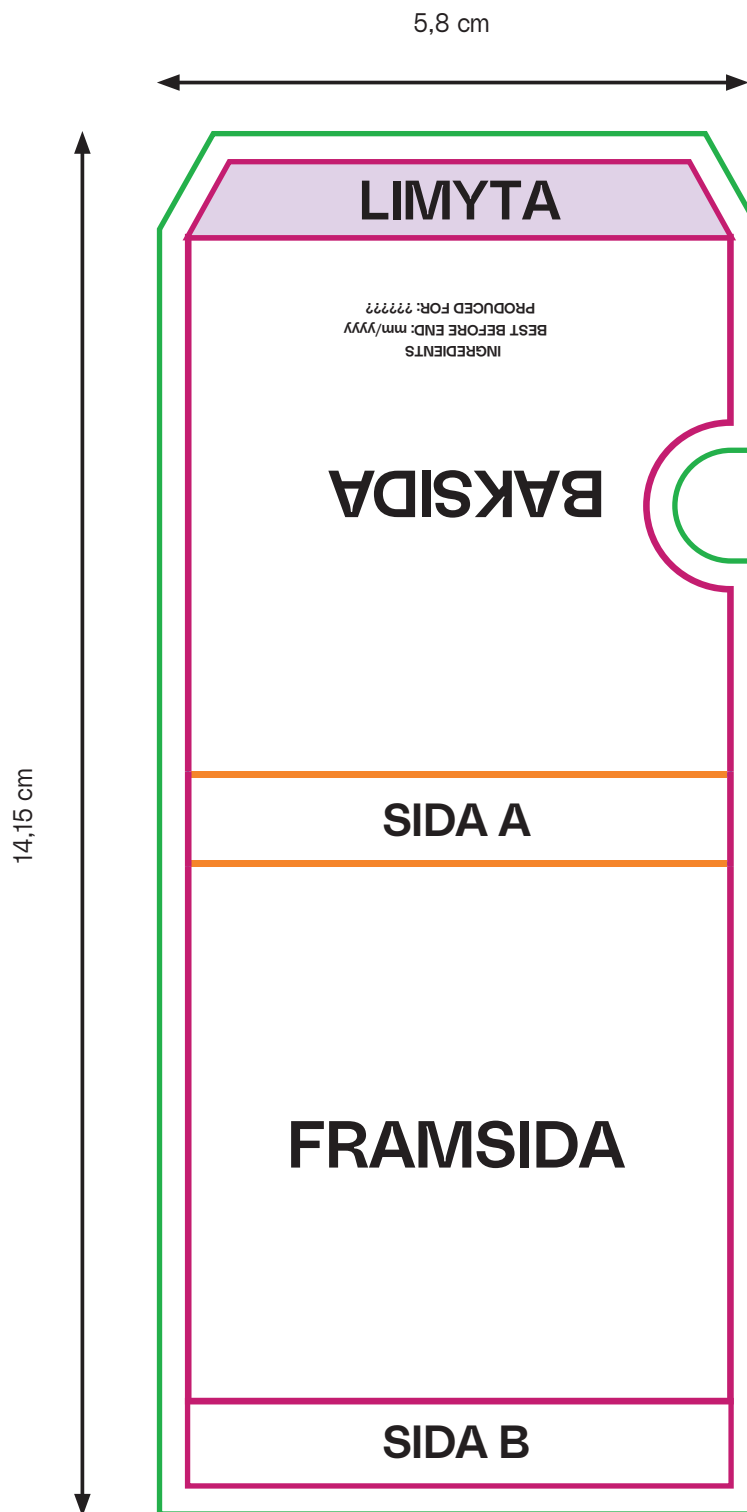 5,8 cm
14,15 cm
LIMYTA
INGREDIENTS
BEST BEFORE END: mm/yyyy
PRODUCED FOR: ??????
BAKSIDA
SIDA A
FRAMSIDA
SIDA B